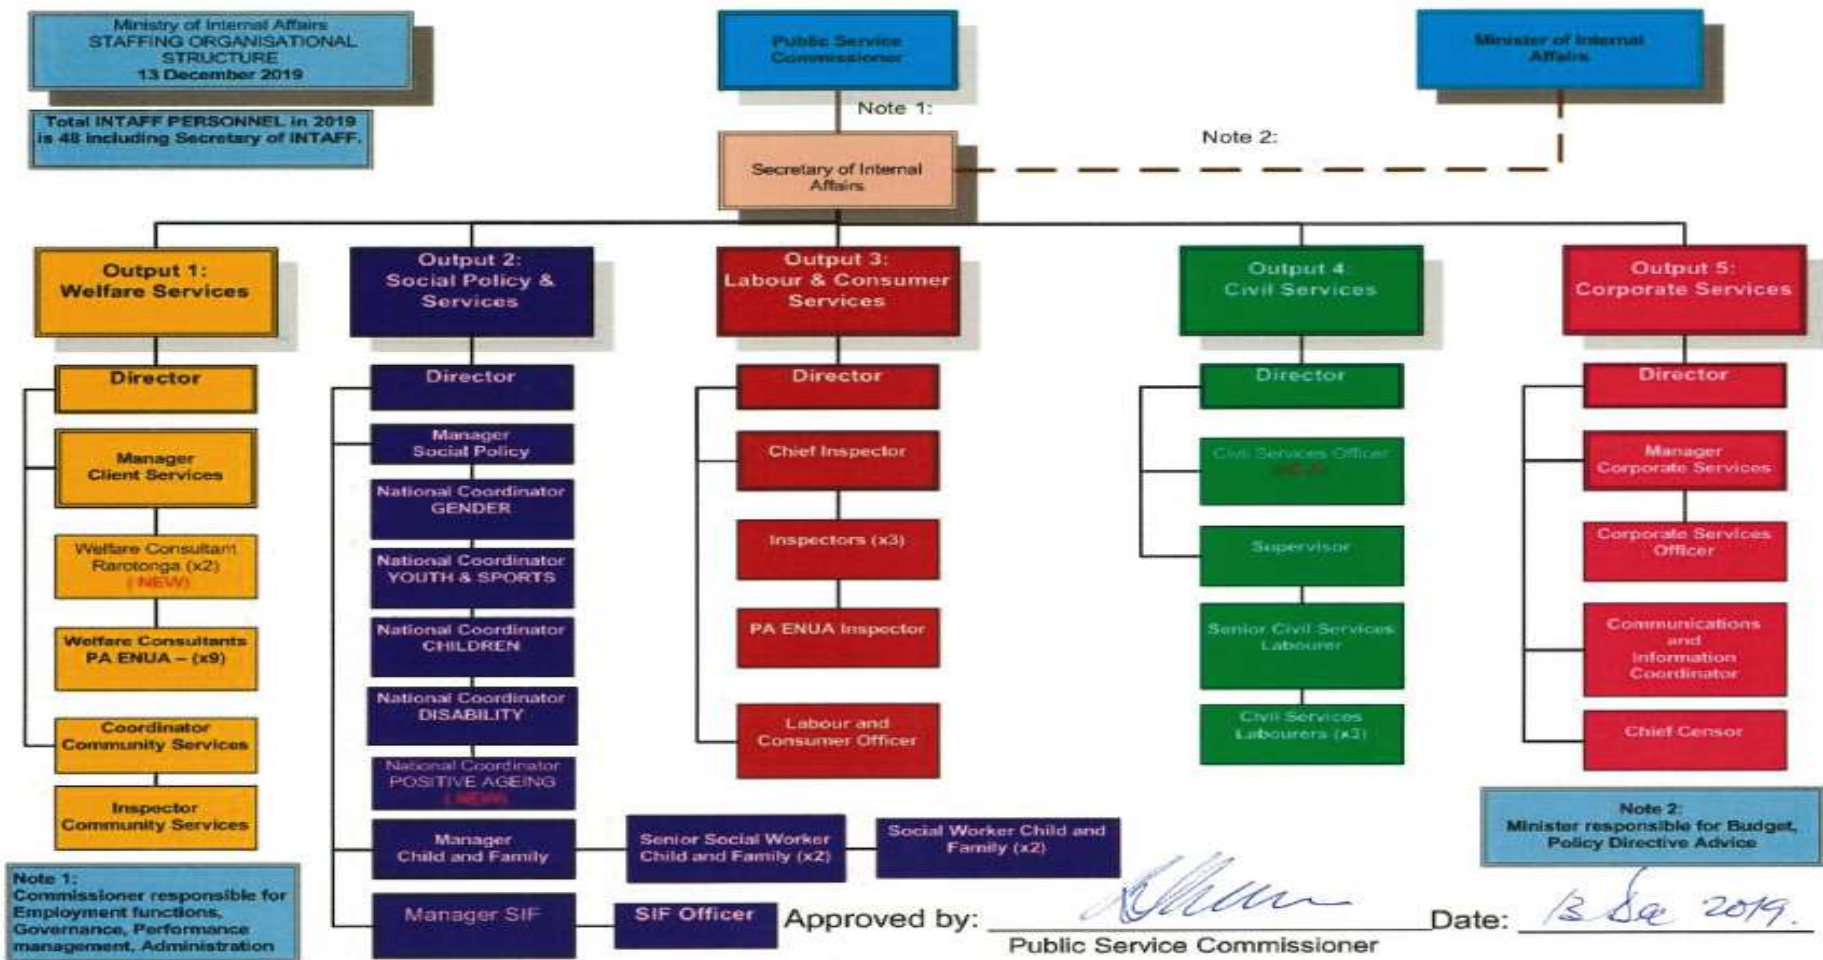 Ministry of Internal Affairs
STAFFING ORGANISATIONAL
STRUCTURE
13 December 2019
Total INTAFF PERSONNEL in 2019
is 48 including Secretary of INTAFF.
Public Service
Commissioner
Minister of Internal
Affairs
Note 1:
Note 2:
Secretary of Internal
Affairs
Output 1:
Welfare Services
Director
Manager
Client Services
Welfare Consultant
Rarotonga (x2)
( NEW)
Welfare Consultants
PA ENUA – (x9)
Coordinator
Community Services
Inspector
Community Services
Output 2:
Social Policy &
Services
Director
Manager
Social Policy
National Coordinator
GENDER
National Coordinator
YOUTH & SPORTS
National Coordinator
CHILDREN
National Coordinator
DISABILITY
National Coordinator
POSITIVE AGEING
( NEW)
Manager
Child and Family
Senior Social Worker
Child and Family (x2)
Social Worker Child and
Family (x2)
Manager SIF
SIF Officer
Output 3:
Labour & Consumer
Services
Director
Chief Inspector
Inspectors (x3)
PA ENUA Inspector
Labour and
Consumer Officer
Output 4:
Civil Services
Director
Civil Services Officer
Supervisor
Senior Civil Services
Labourer
Civil Services
Labourers (x3)
Output 5:
Corporate Services
Director
Manager
Corporate Services
Corporate Services
Officer
Communications
and
Information
Coordinator
Chief Censor
Note 1:
Commissioner responsible for
Employment functions,
Governance, Performance
management, Administration
Note 2:
Minister responsible for Budget,
Policy Directive Advice
Approved by:
Public Service Commissioner
Date: 13 Dec 2019.